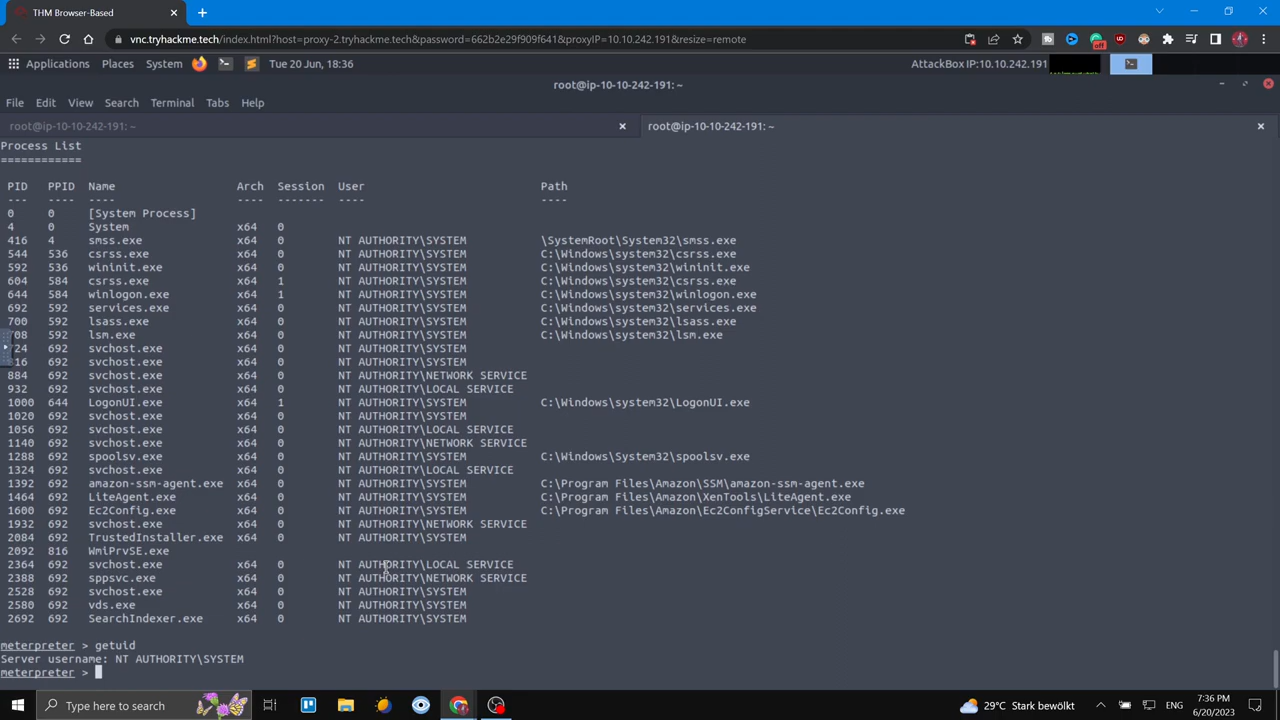 THM Browser-Based
vnc.tryhackme.tech/index.html?host=proxy-2.tryhackme.tech&password=662b2e29f909f641&proxyIP=10.10.242.191&resize=remote
off
Applications Places System Tue 20 Jun, 18:36 AttackBox IP:10.10.242.191
root@ip-10-10-242-191: ~
File Edit View Search Terminal Tabs Help
root@ip-10-10-242-191: ~ root@ip-10-10-242-191: ~
Process List
============
PID PPID Name Arch Session User Path
--- ---- ---- ---- ------- ---- ----
0 0 [System Process]
4 0 System x64 0
416 4 smss.exe x64 0 NT AUTHORITY\SYSTEM \SystemRoot\System32\smss.exe
544 536 csrss.exe x64 0 NT AUTHORITY\SYSTEM C:\Windows\system32\csrss.exe
592 536 wininit.exe x64 0 NT AUTHORITY\SYSTEM C:\Windows\system32\wininit.exe
604 584 csrss.exe x64 1 NT AUTHORITY\SYSTEM C:\Windows\system32\csrss.exe
644 584 winlogon.exe x64 1 NT AUTHORITY\SYSTEM C:\Windows\system32\winlogon.exe
692 592 services.exe x64 0 NT AUTHORITY\SYSTEM C:\Windows\system32\services.exe
700 592 lsass.exe x64 0 NT AUTHORITY\SYSTEM C:\Windows\system32\lsass.exe
708 592 lsm.exe x64 0 NT AUTHORITY\SYSTEM C:\Windows\system32\lsm.exe
724 692 svchost.exe x64 0 NT AUTHORITY\SYSTEM
816 692 svchost.exe x64 0 NT AUTHORITY\SYSTEM
884 692 svchost.exe x64 0 NT AUTHORITY\NETWORK SERVICE
932 692 svchost.exe x64 0 NT AUTHORITY\LOCAL SERVICE
1000 644 LogonUI.exe x64 1 NT AUTHORITY\SYSTEM C:\Windows\system32\LogonUI.exe
1020 692 svchost.exe x64 0 NT AUTHORITY\SYSTEM
1056 692 svchost.exe x64 0 NT AUTHORITY\LOCAL SERVICE
1140 692 svchost.exe x64 0 NT AUTHORITY\NETWORK SERVICE
1288 692 spoolsv.exe x64 0 NT AUTHORITY\SYSTEM C:\Windows\System32\spoolsv.exe
1324 692 svchost.exe x64 0 NT AUTHORITY\LOCAL SERVICE
1392 692 amazon-ssm-agent.exe x64 0 NT AUTHORITY\SYSTEM C:\Program Files\Amazon\SSM\amazon-ssm-agent.exe
1464 692 LiteAgent.exe x64 0 NT AUTHORITY\SYSTEM C:\Program Files\Amazon\XenTools\LiteAgent.exe
1600 692 Ec2Config.exe x64 0 NT AUTHORITY\SYSTEM C:\Program Files\Amazon\Ec2ConfigService\Ec2Config.exe
1932 692 svchost.exe x64 0 NT AUTHORITY\NETWORK SERVICE
2084 692 TrustedInstaller.exe x64 0 NT AUTHORITY\SYSTEM
2092 816 WmiPrvSE.exe
2364 692 svchost.exe x64 0 NT AUTHORITY\LOCAL SERVICE
2388 692 sppsvc.exe x64 0 NT AUTHORITY\NETWORK SERVICE
2528 692 svchost.exe x64 0 NT AUTHORITY\SYSTEM
2580 692 vds.exe x64 0 NT AUTHORITY\SYSTEM
2692 692 SearchIndexer.exe x64 0 NT AUTHORITY\SYSTEM
meterpreter > getuid
Server username: NT AUTHORITY\SYSTEM
meterpreter >
Type here to search 29°C Stark bewölkt ENG 7:36 PM
6/20/2023